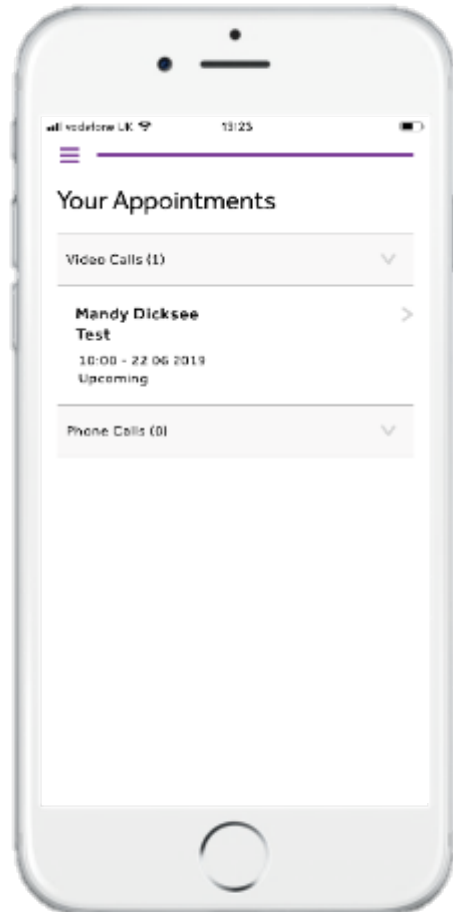 vodafone UK 13:25
Your Appointments
Video Calls (1)
Mandy Dicksee
Test
10:00 - 22 06 2019
Upcoming
Phone Calls (0)